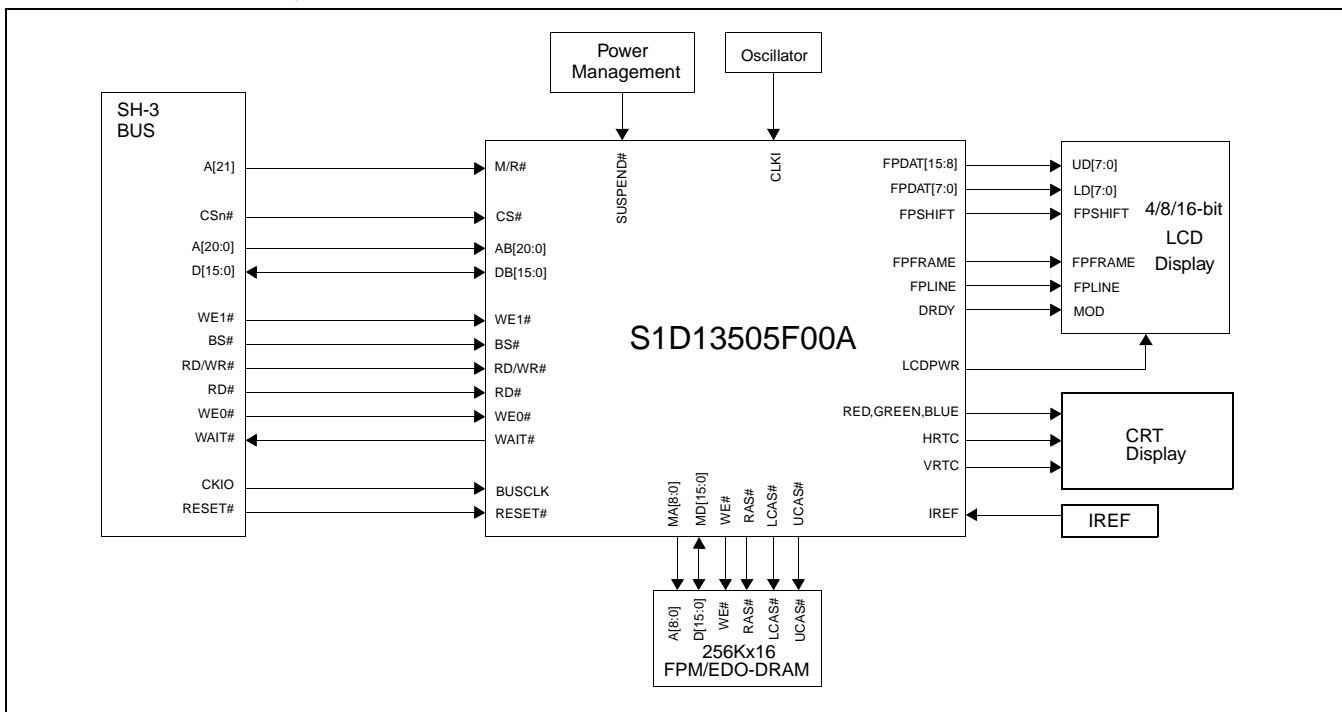 Power
Management
Oscillator
SH-3
BUS
A[21]
CSn#
A[20:0]
D[15:0]
WE1#
BS#
RD/WR#
RD#
WE0#
WAIT#
CKIO
RESET#
SUSPEND#
CLKI
M/R#
CS#
AB[20:0]
DB[15:0]
WE1#
BS#
RD/WR#
RD#
WE0#
WAIT#
BUSCLK
RESET#
S1D13505F00A
FPDAT[15:8]
FPDAT[7:0]
FPSHIFT
FPFRAME
FPLINE
DRDY
LCDPWR
RED,GREEN,BLUE
HRTC
VRTC
IREF
UD[7:0]
LD[7:0]
FPSHIFT
FPFRAME
FPLINE
MOD
4/8/16-bit
LCD
Display
CRT
Display
IREF
MA[8:0]
MD[15:0]
WE#
RAS#
LCAS#
UCAS#
A[8:0]
D[15:0]
WE#
RAS#
LCAS#
UCAS#
256Kx16
FPM/EDO-DRAM